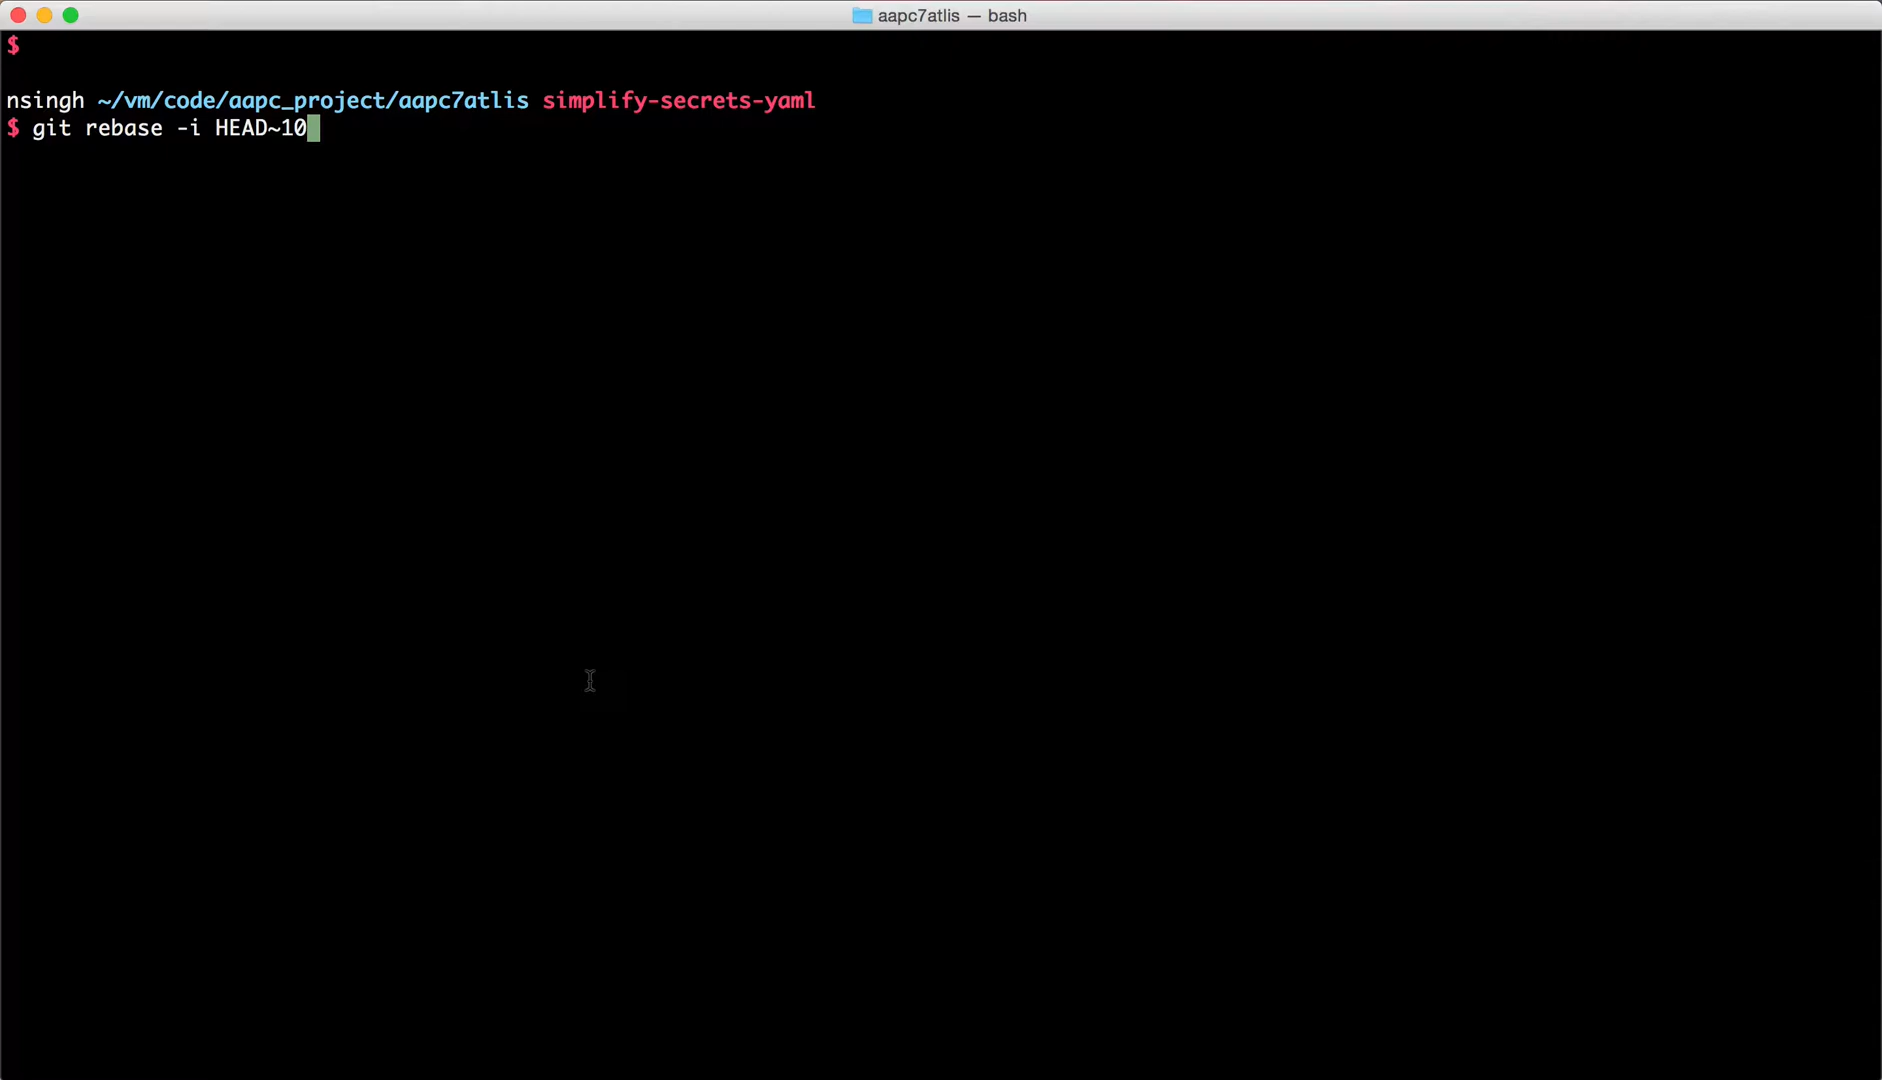 aapc7atlis — bash
$
nsingh ~/vm/code/aapc_project/aapc7atlis simplify-secrets-yaml
$ git rebase -i HEAD~10